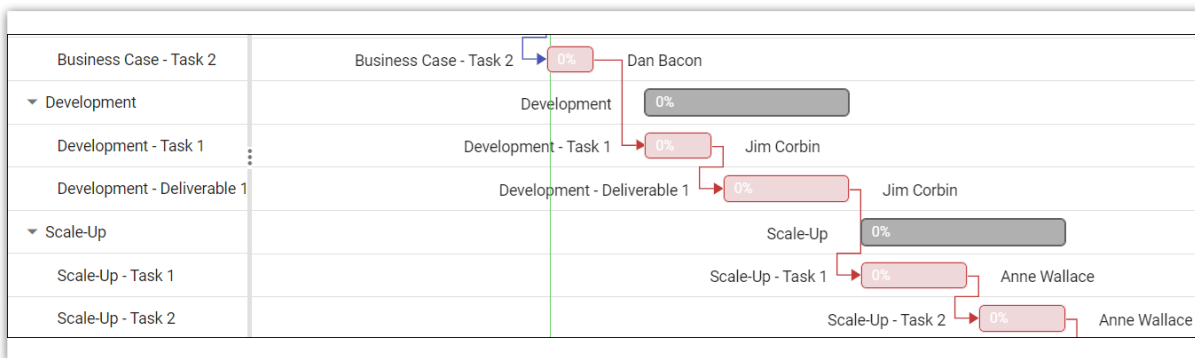 Business Case - Task 2 Business Case - Task 2 0% Dan Bacon
Development Development 0%
Development - Task 1 Development - Task 1 0% Jim Corbin
Development - Deliverable 1 Development - Deliverable 1 0% Jim Corbin
Scale-Up Scale-Up 0%
Scale-Up - Task 1 Scale-Up - Task 1 0% Anne Wallace
Scale-Up - Task 2 Scale-Up - Task 2 0% Anne Wallace